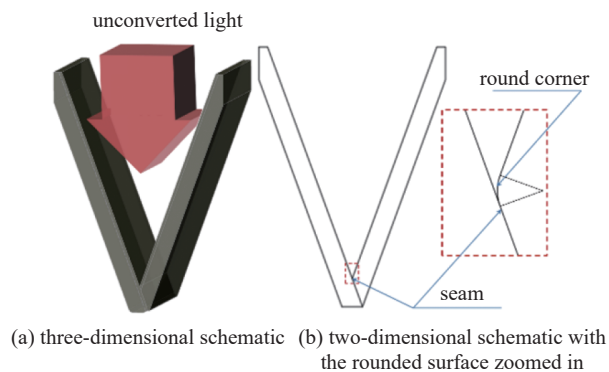 unconverted light
round corner
seam
(a) three-dimensional schematic
(b) two-dimensional schematic with
the rounded surface zoomed in